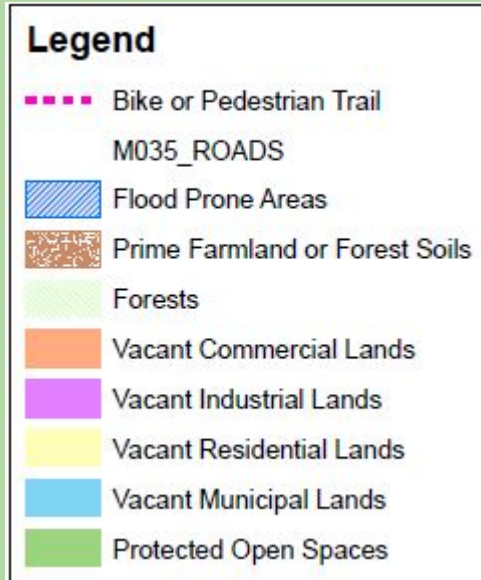 Legend
Bike or Pedestrian Trail
M035_ROADS
Flood Prone Areas
Prime Farmland or Forest Soils
Forests
Vacant Commercial Lands
Vacant Industrial Lands
Vacant Residential Lands
Vacant Municipal Lands
Protected Open Spaces